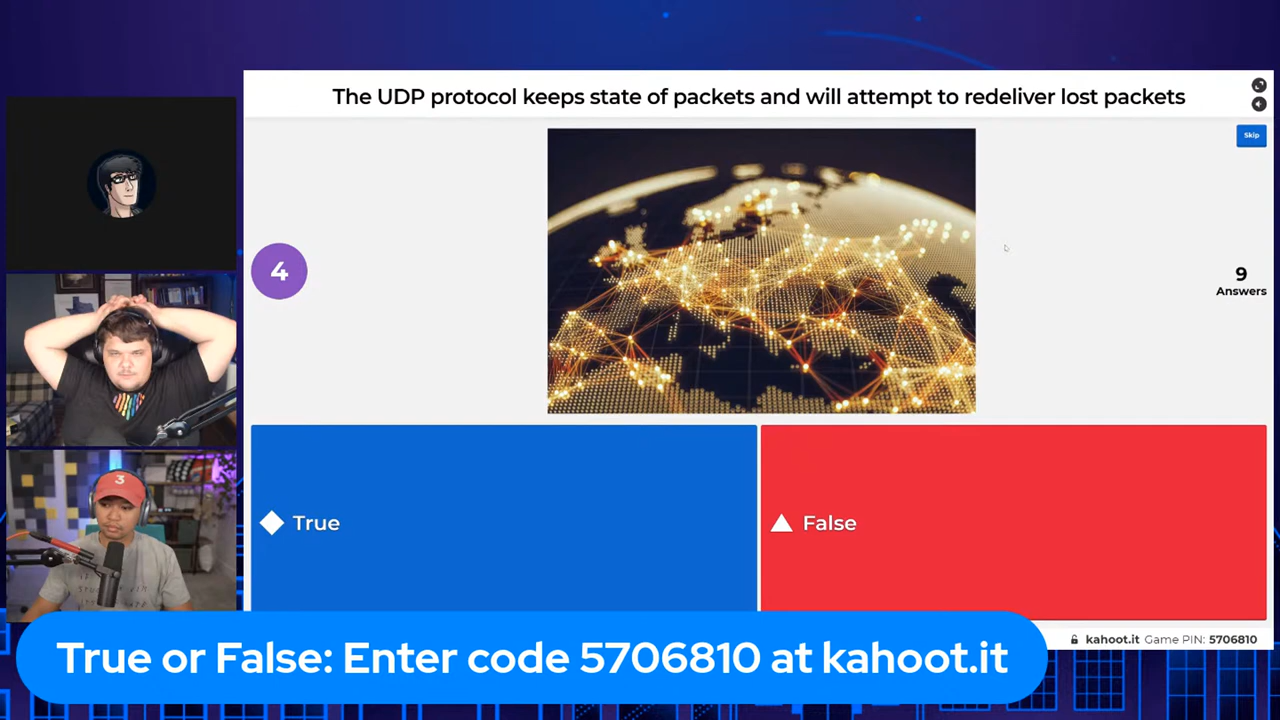 The UDP protocol keeps state of packets and will attempt to redeliver lost packets
Skip
4
9
Answers
3
True
False
kahoot.it Game PIN: 5706810
True or False: Enter code 5706810 at kahoot.it